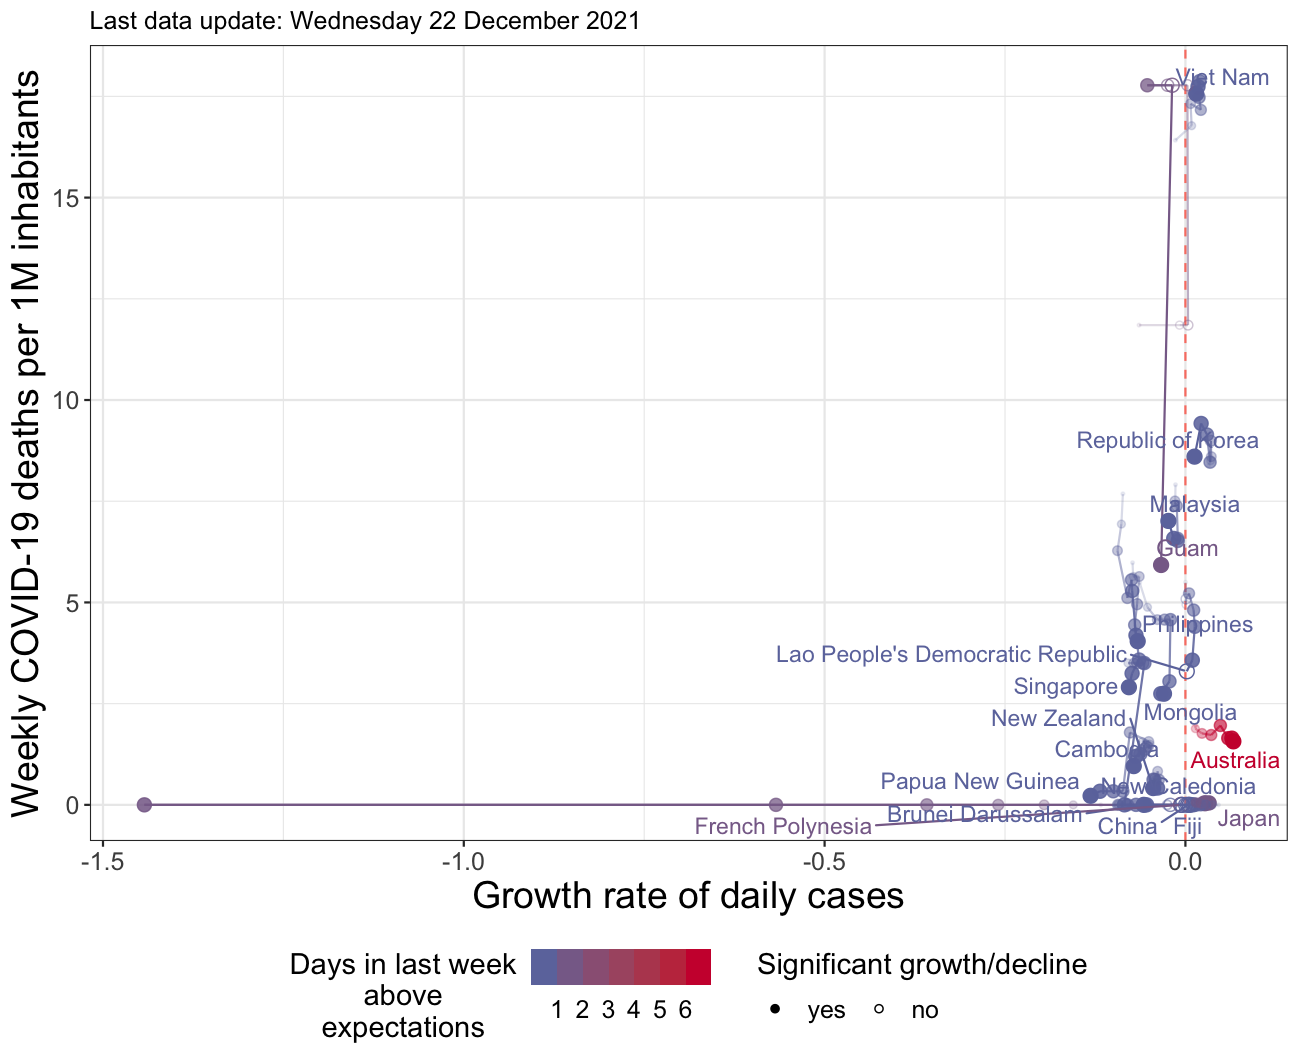 Last data update: Wednesday 22 December 2021
Weekly COVID-19 deaths per 1M inhabitants
15
10
5
0
Viet Nam
Republic of Korea
Malaysia
Guam
Philippines
Lao People's Democratic Republic
Singapore
Mongolia
New Zealand
Cambodia
Australia
Papua New Guinea
New Caledonia
Brunei Darussalam
French Polynesia
China
Fiji
Japan
-1.5
-1.0
-0.5
0.0
Growth rate of daily cases
Days in last week
above
expectations
1 2 3 4 5 6
Significant growth/decline
yes
no